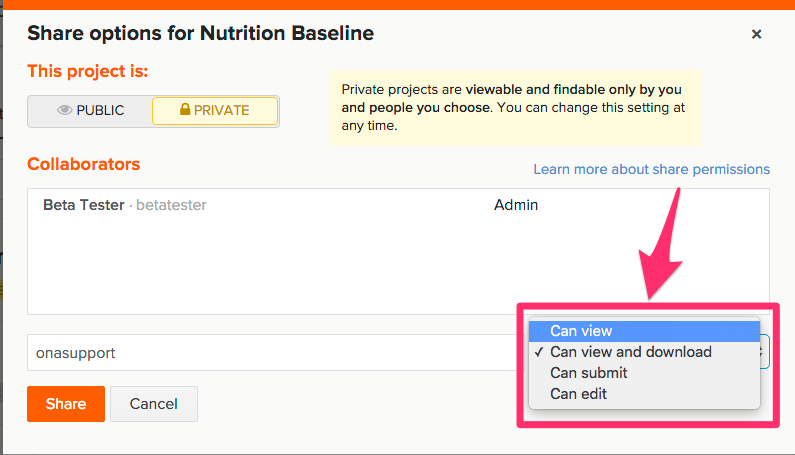 Share options for Nutrition Baseline ×
This project is:
PUBLIC PRIVATE
Private projects are viewable and findable only by you
and people you choose. You can change this setting at
any time.
Collaborators
Learn more about share permissions
Beta Tester · betatester Admin
onasupport
Can view
✓ Can view and download
Can submit
Can edit
Share Cancel